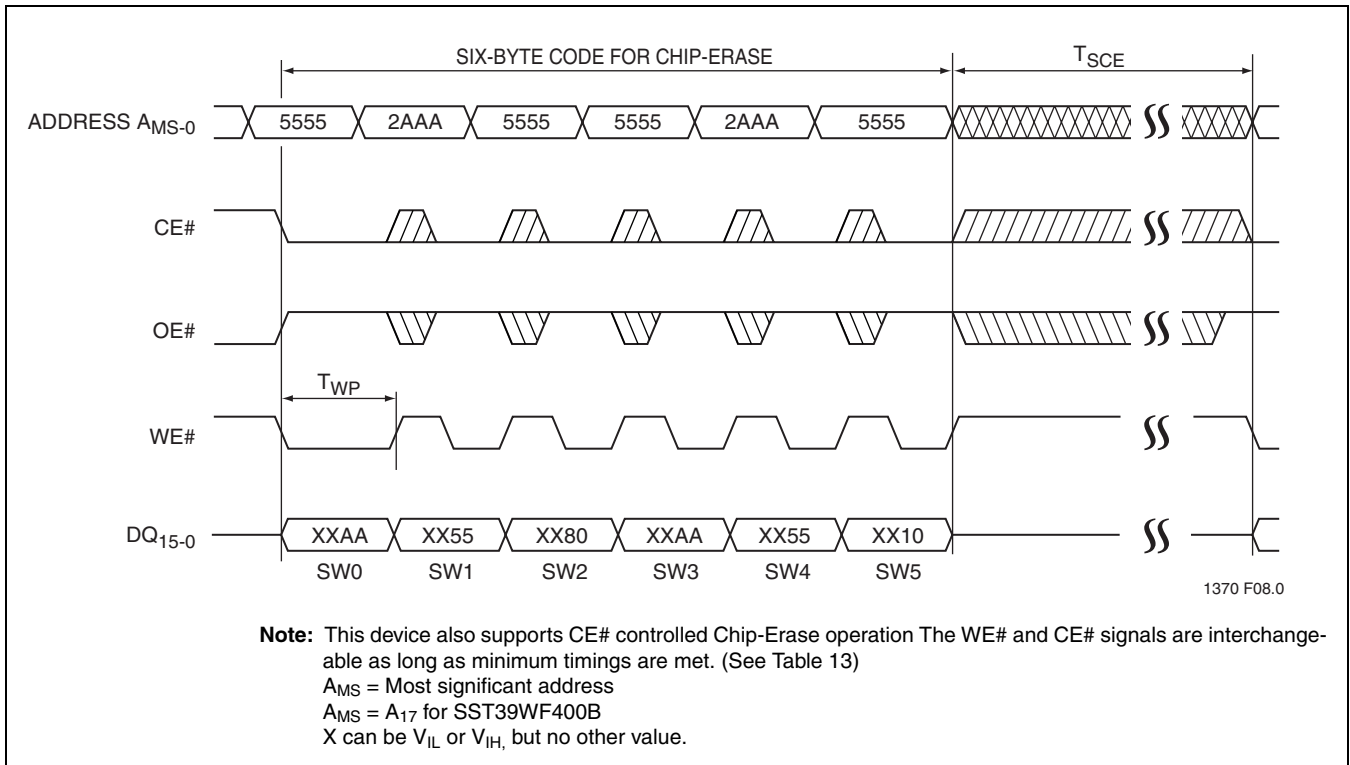 SIX-BYTE CODE FOR CHIP-ERASE TSCE
ADDRESS AMS-0 5555 2AAA 5555 5555 2AAA 5555
CE#
OE#
TWP
WE#
DQ15-0 XXAA XX55 XX80 XXAA XX55 XX10
SW0 SW1 SW2 SW3 SW4 SW5
1370 F08.0
Note: This device also supports CE# controlled Chip-Erase operation The WE# and CE# signals are interchange-
able as long as minimum timings are met. (See Table 13)
AMS = Most significant address
AMS = A17 for SST39WF400B
X can be VIL or VIH, but no other value.